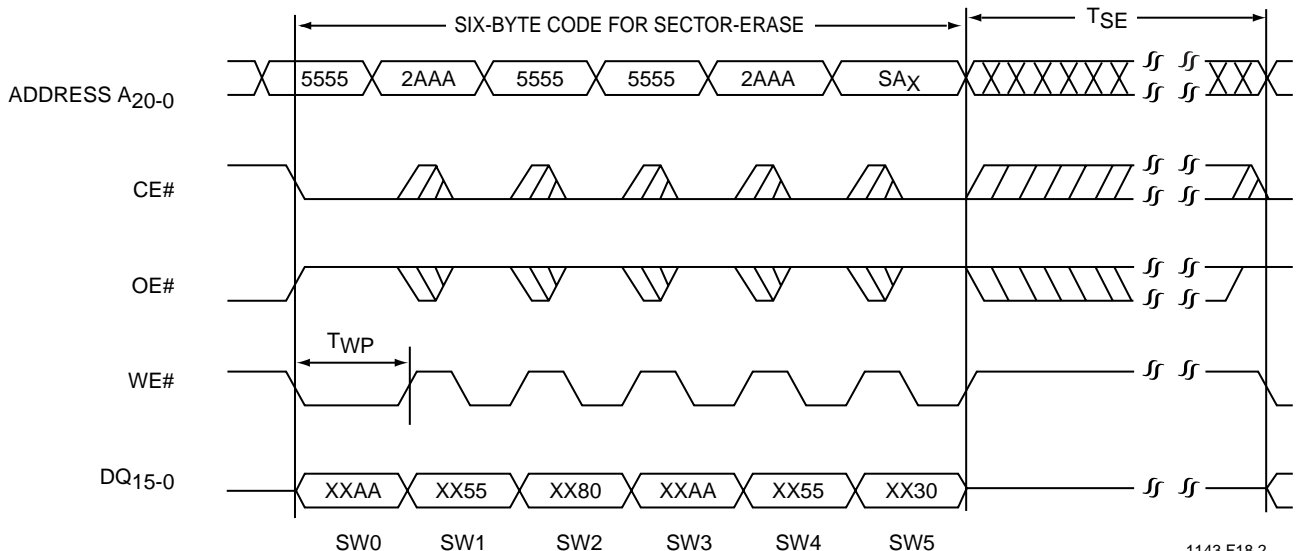 SIX-BYTE CODE FOR SECTOR-ERASE TSE
ADDRESS A20-0 5555 2AAA 5555 5555 2AAA SAX
CE#
OE#
TWP
WE#
DQ15-0 XXAA XX55 XX80 XXAA XX55 XX30
SW0 SW1 SW2 SW3 SW4 SW5
1143 F18.2